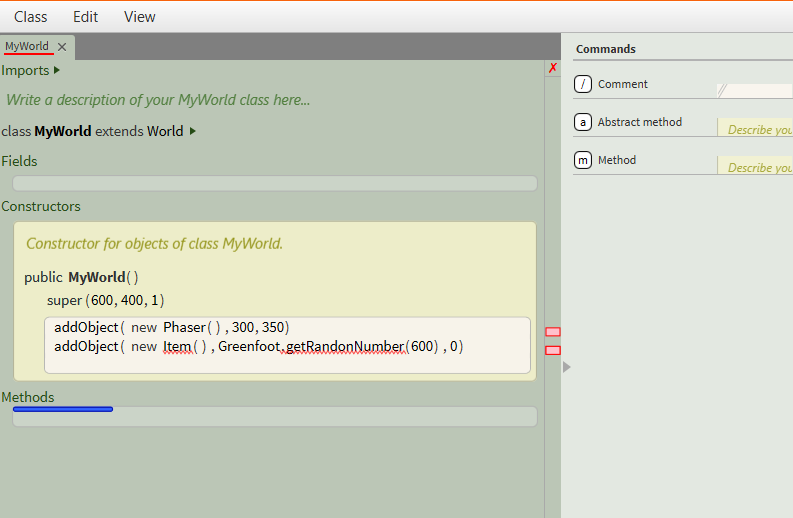 Class Edit View
MyWorld ×
Imports
Write a description of your MyWorld class here...
class MyWorld extends World
Fields
Constructors
Constructor for objects of class MyWorld.
public MyWorld()
super (600, 400, 1)
addObject( new Phaser() , 300, 350)
addObject( new Item() , Greenfoot.getRandonNumber(600) , 0)
Methods
Commands
/ Comment //
a Abstract method Describe you
m Method Describe you